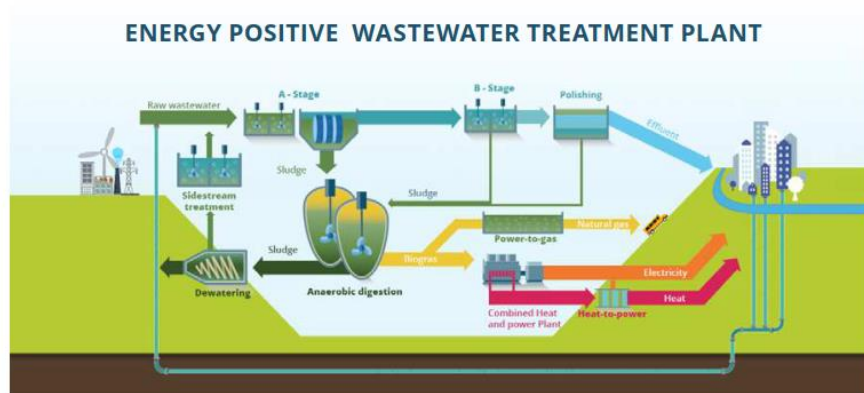 ENERGY POSITIVE WASTEWATER TREATMENT PLANT
A - Stage
B - Stage
Polishing
Raw wastewater
Effluent
Sludge
Sludge
Sidestream
treatment
Natural gas
Power-to-gas
Sludge
Biogras
Electricity
Dewatering
Anaerobic digestion
Heat
Combined Heat
and power Plant
Heat-to-power